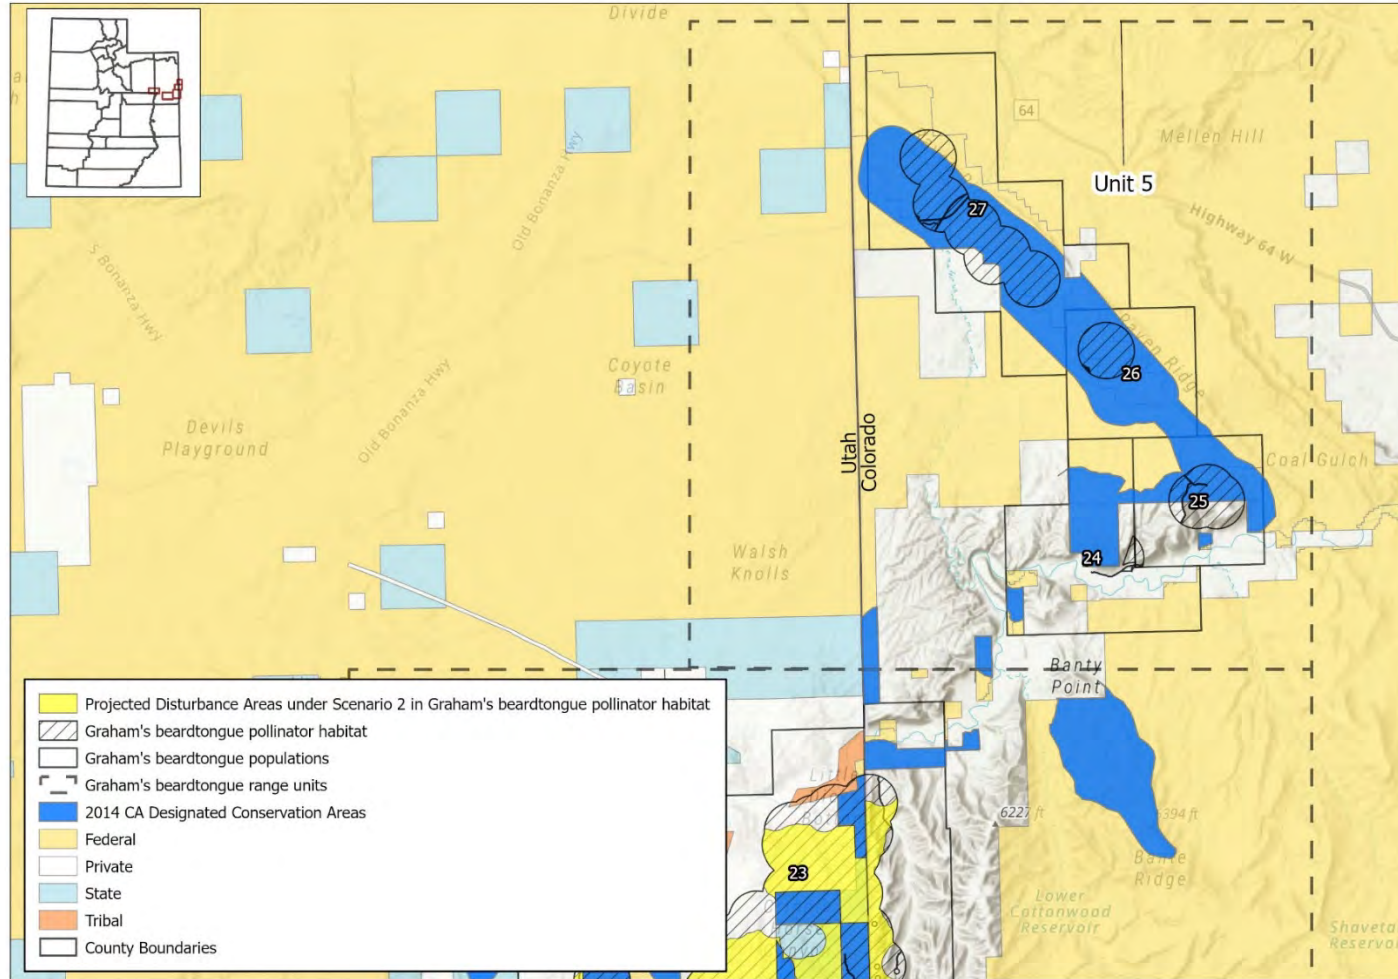 Divide
64
Mellen Hill
Unit 5
Highway 64 W
27
Old Bonanza Hwy
S Bonanza Hwy
Raven Ridge
26
Coyote
Basin
Old Bonanza Hwy
Devils
Playground
Utah
Colorado
Coal Gulch
25
Walsh
Knolls
24
Banty
Point
Projected Disturbance Areas under Scenario 2 in Graham's beardtongue pollinator habitat
Graham's beardtongue pollinator habitat
Graham's beardtongue populations
Graham's beardtongue range units
2014 CA Designated Conservation Areas
Federal
Private
State
Tribal
County Boundaries
Little
6227 ft
6394 ft
23
Ridge
Lower
Cottonwood
Reservoir